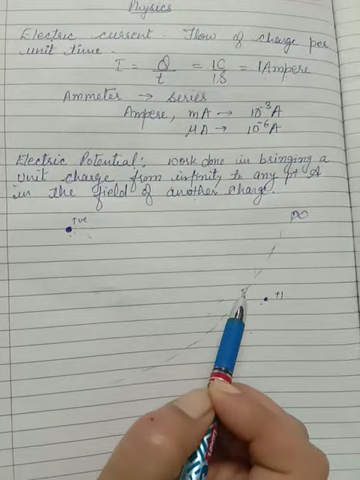 Physics
Electric current. Flow of charge per
unit time.
I = Q/t = 1C/1S = 1 Ampere
Ammeter → series
Ampere, mA → 10⁻³A
μA → 10⁻⁶A
Electric Potential: work done in bringing a
unit charge from infinity to any pt A
in the field of another charge.
+ve
∞
+1